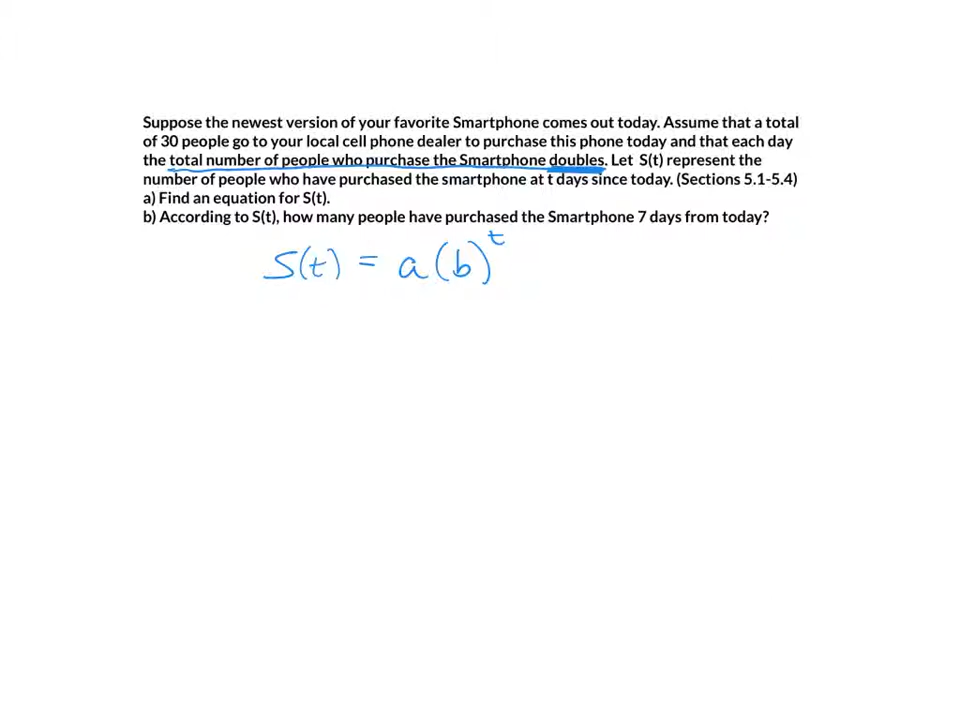 Suppose the newest version of your favorite Smartphone comes out today. Assume that a total
of 30 people go to your local cell phone dealer to purchase this phone today and that each day
the total number of people who purchase the Smartphone doubles. Let S(t) represent the
number of people who have purchased the smartphone at t days since today. (Sections 5.1-5.4)
a) Find an equation for S(t).
b) According to S(t), how many people have purchased the Smartphone 7 days from today?
S(t) = a(b)^t